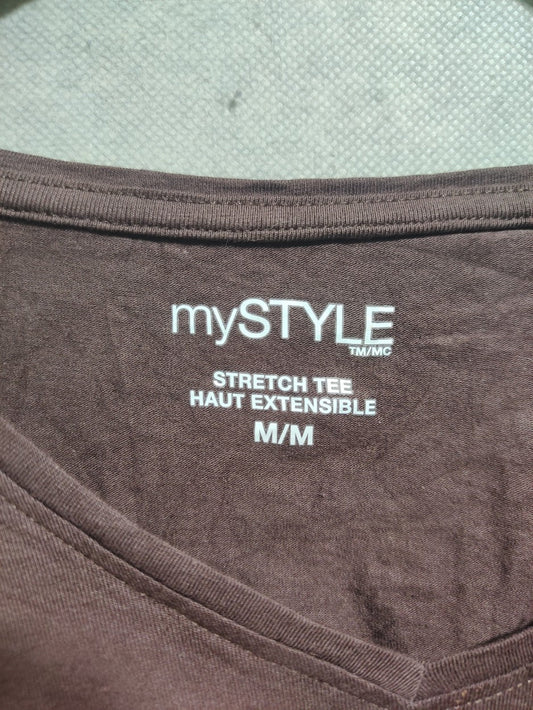 mySTYLE
TM/MC
STRETCH TEE
HAUT EXTENSIBLE
M/M